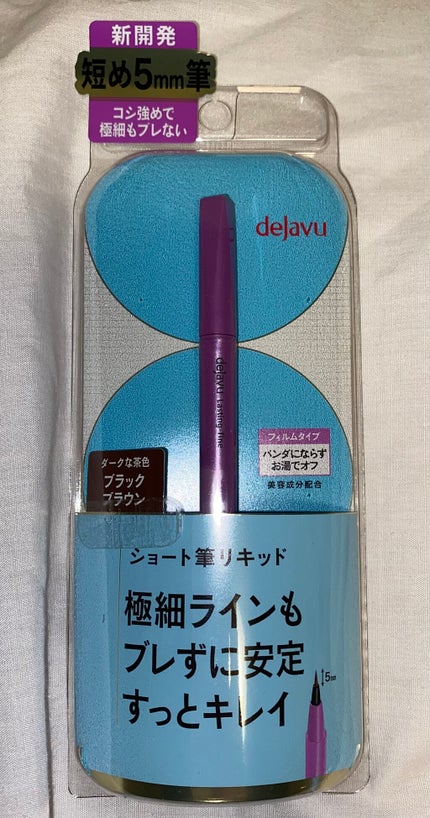 新開発
短め5mm筆
コシ強めで
極細もブレない
deJavu
dejavu
フィルムタイプ
パンダにならず
お湯でオフ
美容成分配合
ダークな茶色
ブラック
ブラウン
ショート筆リキッド
極細ラインも
ブレずに安定
すっとキレイ
5mm